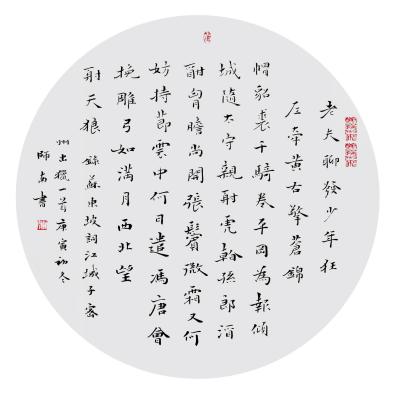 老夫聊發少年狂
左牽黃右擎蒼錦
帽貂裘千騎卷平岡為報傾
城隨太守親射虎看孫郎酒
酣胸膽尚開張鬢微霜又何
妨持節雲中何日遣馮唐會
挽雕弓如滿月西北望
射天狼 錄蘇東坡詞江城子密
州出獵一首庚寅初冬
師 書